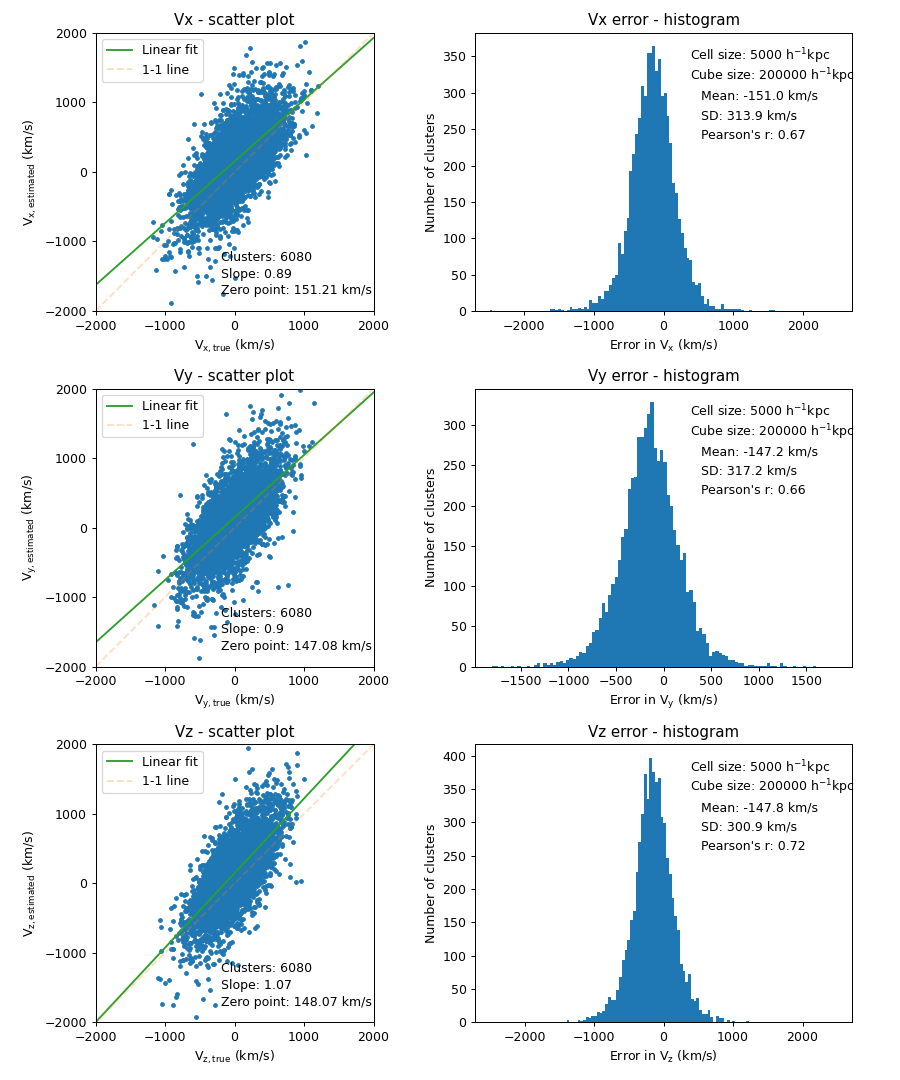 Vx - scatter plot
Linear fit
1-1 line
2000
1000
0
−1000
−2000
V_x, estimated (km/s)
Clusters: 6080
Slope: 0.89
Zero point: 151.21 km/s
−2000 −1000 0 1000 2000
V_x, true (km/s)
Vx error - histogram
Cell size: 5000 h⁻¹kpc
Cube size: 200000 h⁻¹kpc
Mean: -151.0 km/s
SD: 313.9 km/s
Pearson's r: 0.67
350
300
250
200
150
100
50
0
Number of clusters
−2000 −1000 0 1000 2000
Error in V_x (km/s)
Vy - scatter plot
Linear fit
1-1 line
2000
1000
0
−1000
−2000
V_y, estimated (km/s)
Clusters: 6080
Slope: 0.9
Zero point: 147.08 km/s
−2000 −1000 0 1000 2000
V_y, true (km/s)
Vy error - histogram
Cell size: 5000 h⁻¹kpc
Cube size: 200000 h⁻¹kpc
Mean: -147.2 km/s
SD: 317.2 km/s
Pearson's r: 0.66
300
250
200
150
100
50
0
Number of clusters
−1500 −1000 −500 0 500 1000 1500
Error in V_y (km/s)
Vz - scatter plot
Linear fit
1-1 line
2000
1000
0
−1000
−2000
V_z, estimated (km/s)
Clusters: 6080
Slope: 1.07
Zero point: 148.07 km/s
−2000 −1000 0 1000 2000
V_z, true (km/s)
Vz error - histogram
Cell size: 5000 h⁻¹kpc
Cube size: 200000 h⁻¹kpc
Mean: -147.8 km/s
SD: 300.9 km/s
Pearson's r: 0.72
400
350
300
250
200
150
100
50
0
Number of clusters
−2000 −1000 0 1000 2000
Error in V_z (km/s)